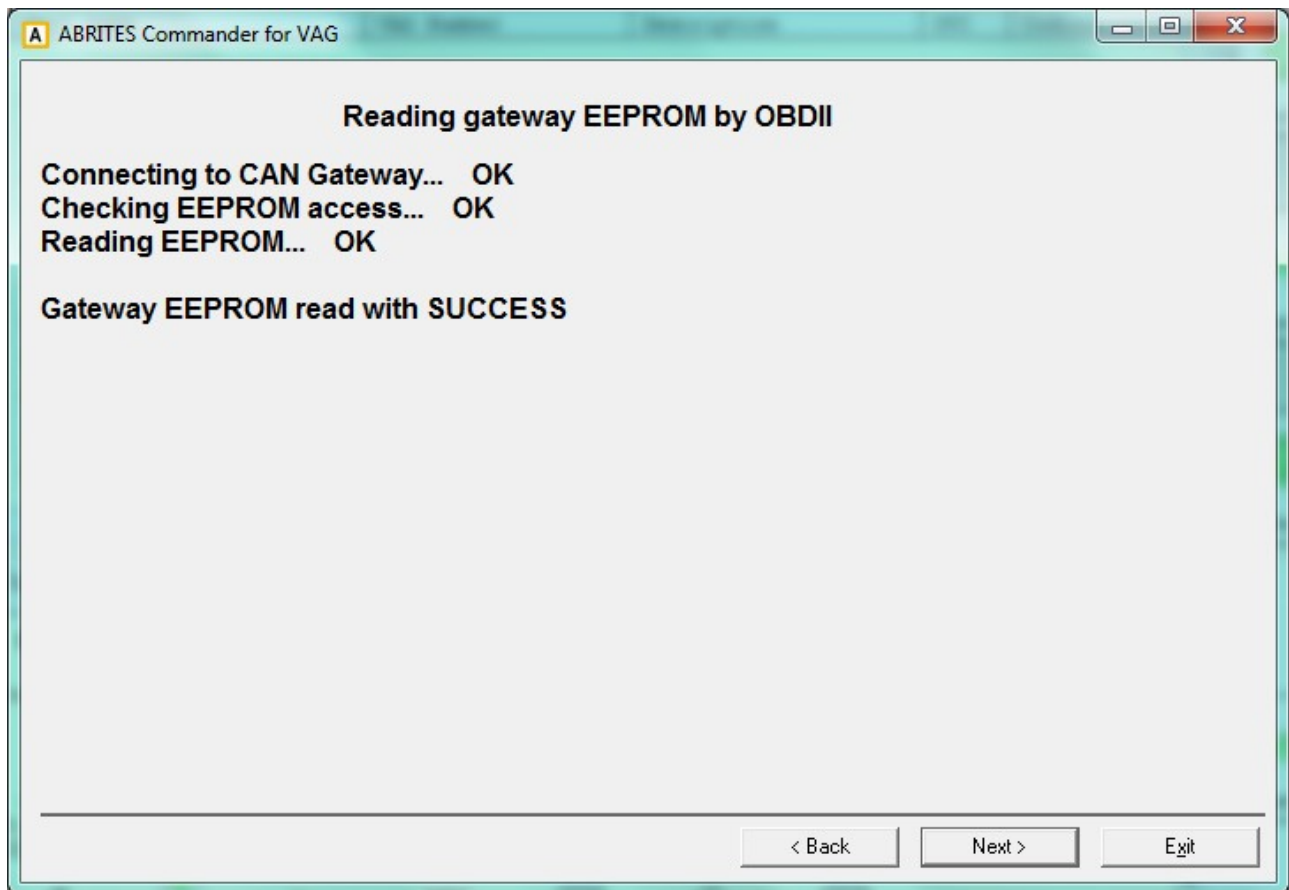 ABRITES Commander for VAG
Reading gateway EEPROM by OBDII
Connecting to CAN Gateway... OK
Checking EEPROM access... OK
Reading EEPROM... OK
Gateway EEPROM read with SUCCESS
< Back
Next >
Exit